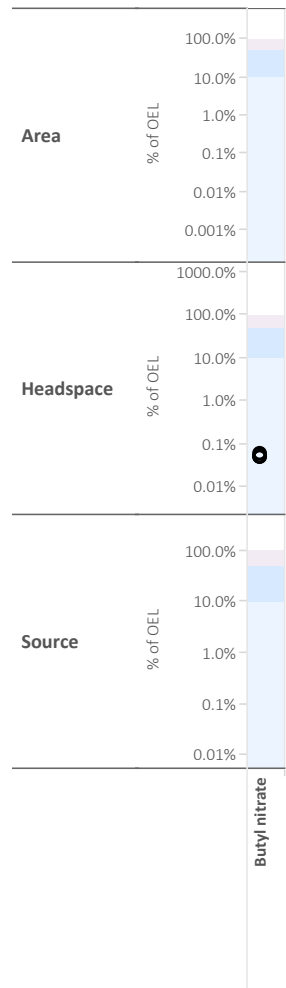 Area
% of OEL
100.0%
10.0%
1.0%
0.1%
0.01%
0.001%
Headspace
% of OEL
1000.0%
100.0%
10.0%
1.0%
0.1%
0.01%
Source
% of OEL
100.0%
10.0%
1.0%
0.1%
0.01%
Butyl nitrate